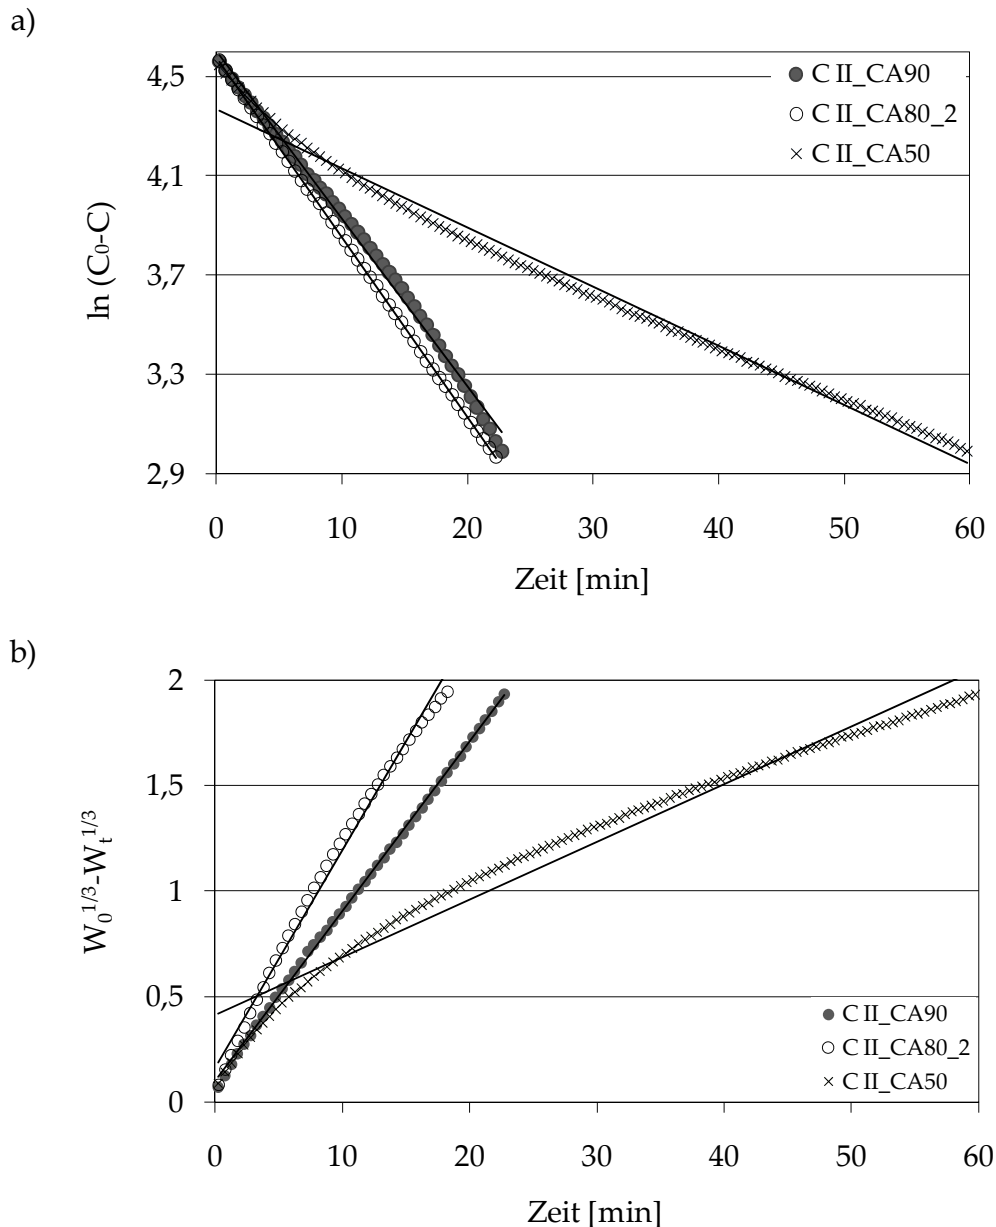 a)
4,5
4,1
3,7
3,3
2,9
ln (C₀-C)
C II_CA90
C II_CA80_2
C II_CA50
0 10 20 30 40 50 60
Zeit [min]
b)
2
1,5
1
0,5
0
W₀^1/3-Wₜ^1/3
C II_CA90
C II_CA80_2
C II_CA50
0 10 20 30 40 50 60
Zeit [min]